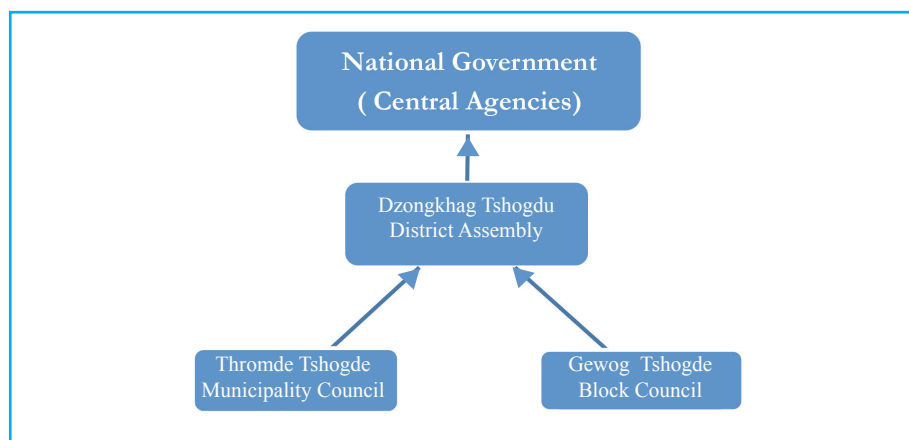 National Government
( Central Agencies)
Dzongkhag Tshogdu
District Assembly
Thromde Tshogde
Municipality Council
Gewog Tshogde
Block Council